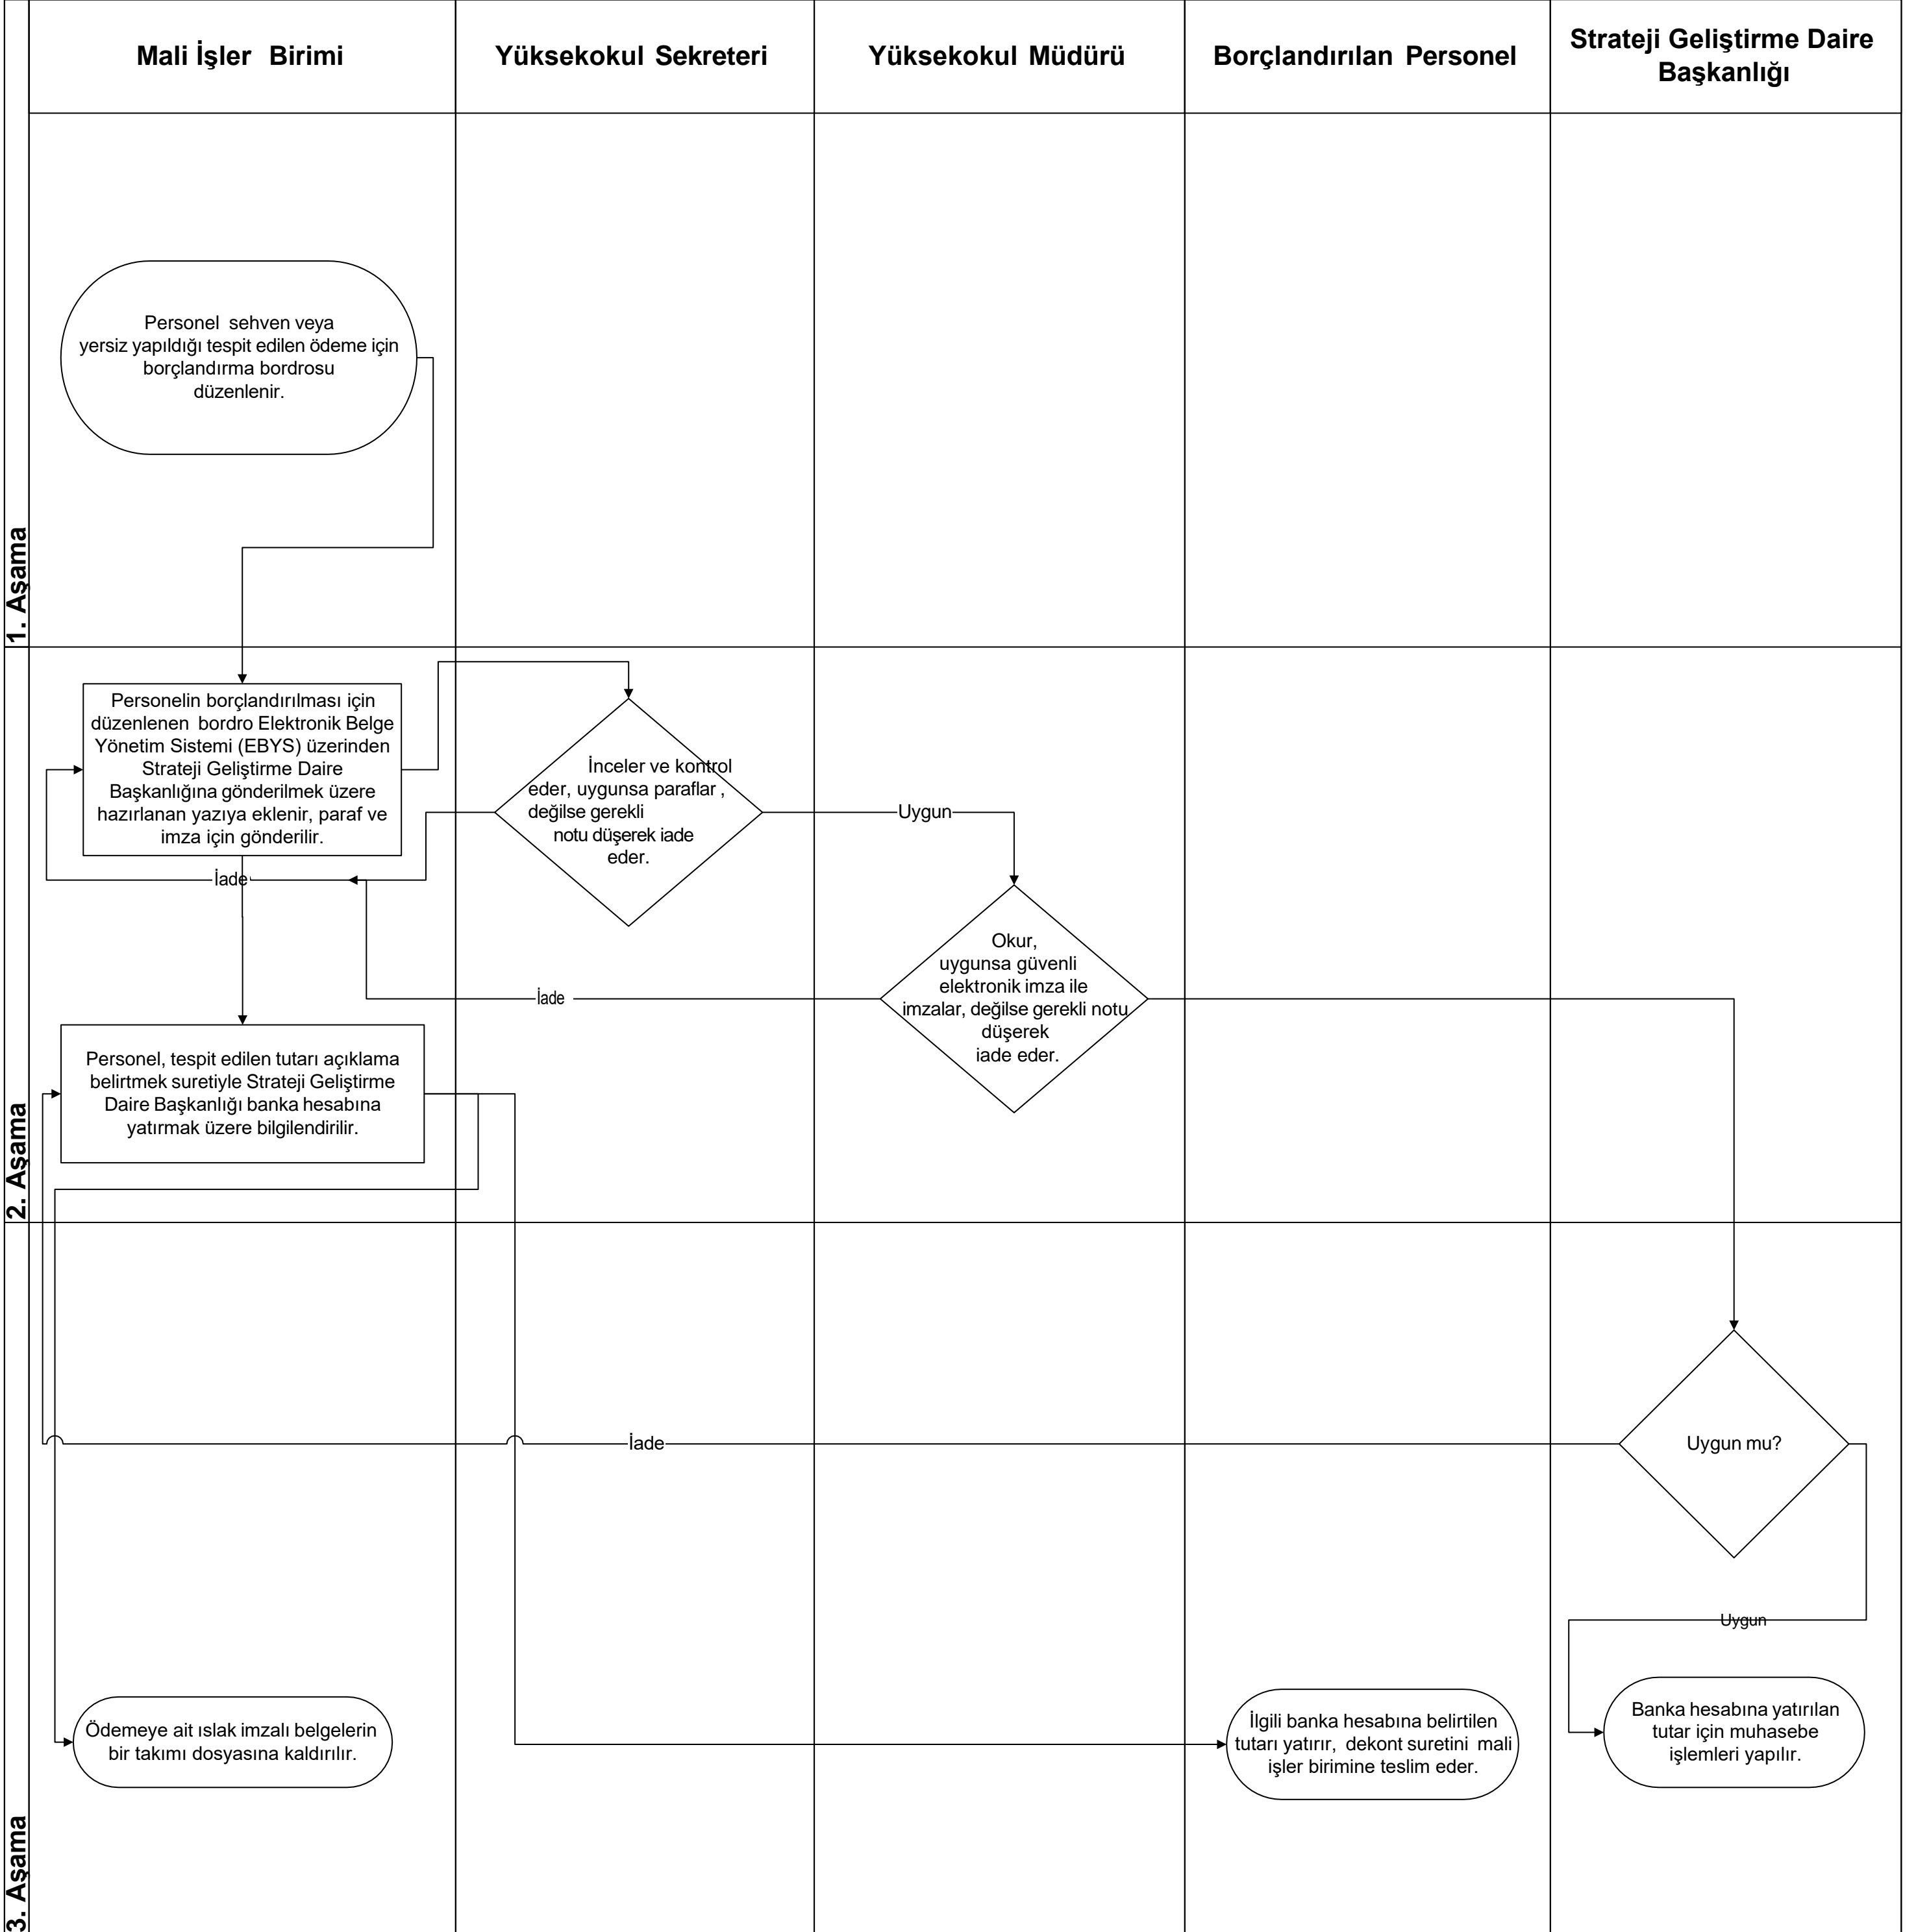 Mali İşler Birimi
Yüksekokul Sekreteri
Yüksekokul Müdürü
Borçlandırılan Personel
Strateji Geliştirme Daire
Başkanlığı
1. Aşama
Personel sehven veya
yersiz yapıldığı tespit edilen ödeme için
borçlandırma bordrosu
düzenlenir.
2. Aşama
Personelin borçlandırılması için
düzenlenen bordro Elektronik Belge
Yönetim Sistemi (EBYS) üzerinden
Strateji Geliştirme Daire
Başkanlığına gönderilmek üzere
hazırlanan yazıya eklenir, paraf ve
imza için gönderilir.
İnceler ve kontrol
eder, uygunsa paraflar ,
değilse gerekli
notu düşerek iade
eder.
Uygun
İade
Okur,
uygunsa güvenli
elektronik imza ile
imzalar, değilse gerekli notu
düşerek
iade eder.
İade
Personel, tespit edilen tutarı açıklama
belirtmek suretiyle Strateji Geliştirme
Daire Başkanlığı banka hesabına
yatırmak üzere bilgilendirilir.
3. Aşama
İade
Uygun mu?
Uygun
Ödemeye ait ıslak imzalı belgelerin
bir takımı dosyasına kaldırılır.
İlgili banka hesabına belirtilen
tutarı yatırır, dekont suretini mali
işler birimine teslim eder.
Banka hesabına yatırılan
tutar için muhasebe
işlemleri yapılır.